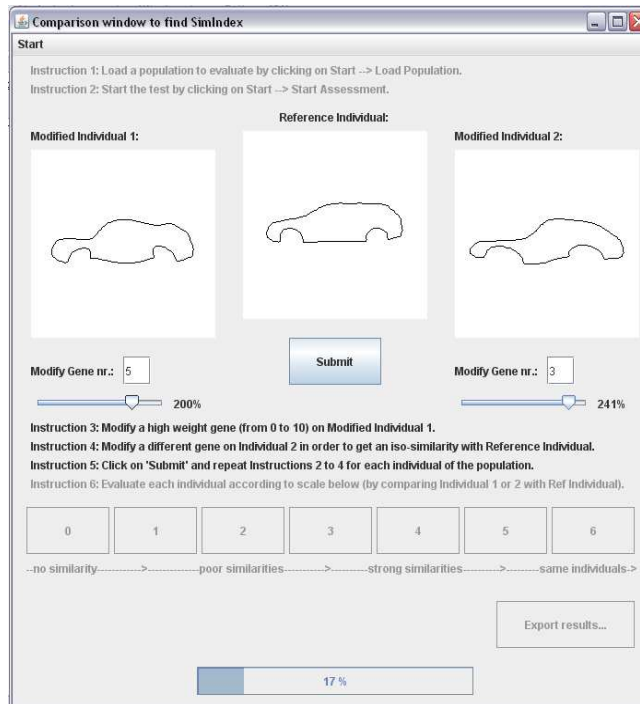 Comparison window to find SimIndex
Start
Instruction 1: Load a population to evaluate by clicking on Start --> Load Population.
Instruction 2: Start the test by clicking on Start --> Start Assessment.
Reference Individual:
Modified Individual 1:
Modified Individual 2:
Submit
Modify Gene nr.: 5
Modify Gene nr.: 3
200%
241%
Instruction 3: Modify a high weight gene (from 0 to 10) on Modified Individual 1.
Instruction 4: Modify a different gene on Individual 2 in order to get an iso-similarity with Reference Individual.
Instruction 5: Click on 'Submit' and repeat Instructions 2 to 4 for each individual of the population.
Instruction 6: Evaluate each individual according to scale below (by comparing Individual 1 or 2 with Ref Individual).
0 1 2 3 4 5 6
--no similarity----------->------------poor similarities----------->---------strong similarities--------->--------same individuals->
Export results...
17 %